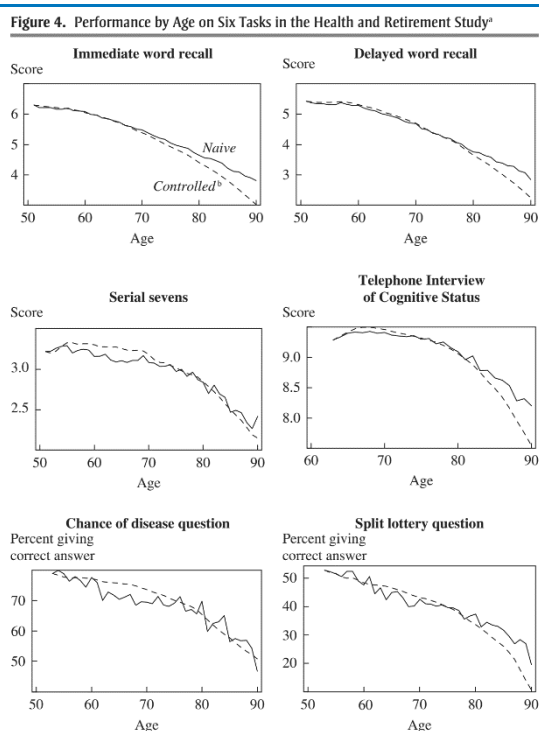 Figure 4. Performance by Age on Six Tasks in the Health and Retirement Studyᵃ
Immediate word recall
Score
6
5
4
Naive
Controlledᵇ
50 60 70 80 90
Age
Delayed word recall
Score
5
4
3
50 60 70 80 90
Age
Serial sevens
Score
3.0
2.5
50 60 70 80 90
Age
Telephone Interview
of Cognitive Status
Score
9.0
8.5
8.0
60 70 80 90
Age
Chance of disease question
Percent giving
correct answer
70
60
50
50 60 70 80 90
Age
Split lottery question
Percent giving
correct answer
50
40
30
20
50 60 70 80 90
Age